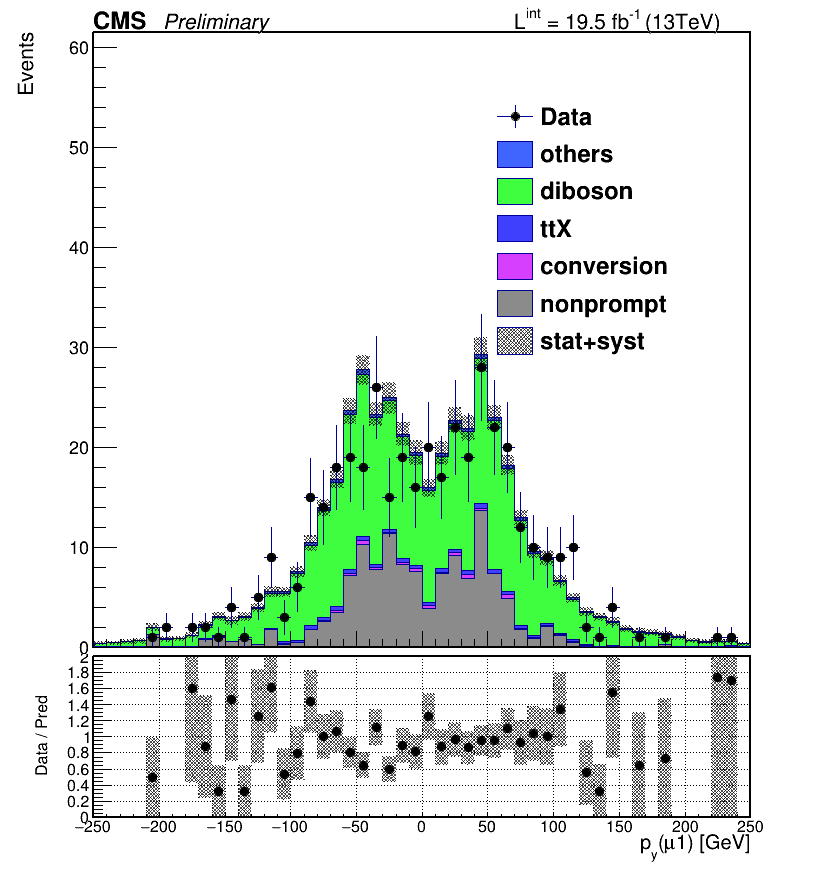 CMS Preliminary L^int = 19.5 fb^-1 (13TeV)
Events
60
50
40
30
20
10
0
Data
others
diboson
ttX
conversion
nonprompt
stat+syst
Data / Pred
2
1.8
1.6
1.4
1.2
1
0.8
0.6
0.4
0.2
0
−250 −200 −150 −100 −50 0 50 100 150 200 250
p_y(μ1) [GeV]